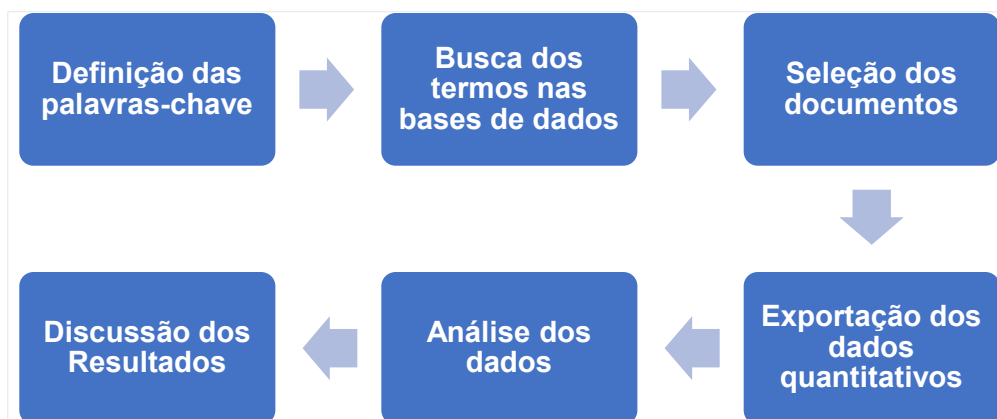 Definição das
palavras-chave
Busca dos
termos nas
bases de dados
Seleção dos
documentos
Exportação dos
dados
quantitativos
Análise dos
dados
Discussão dos
Resultados